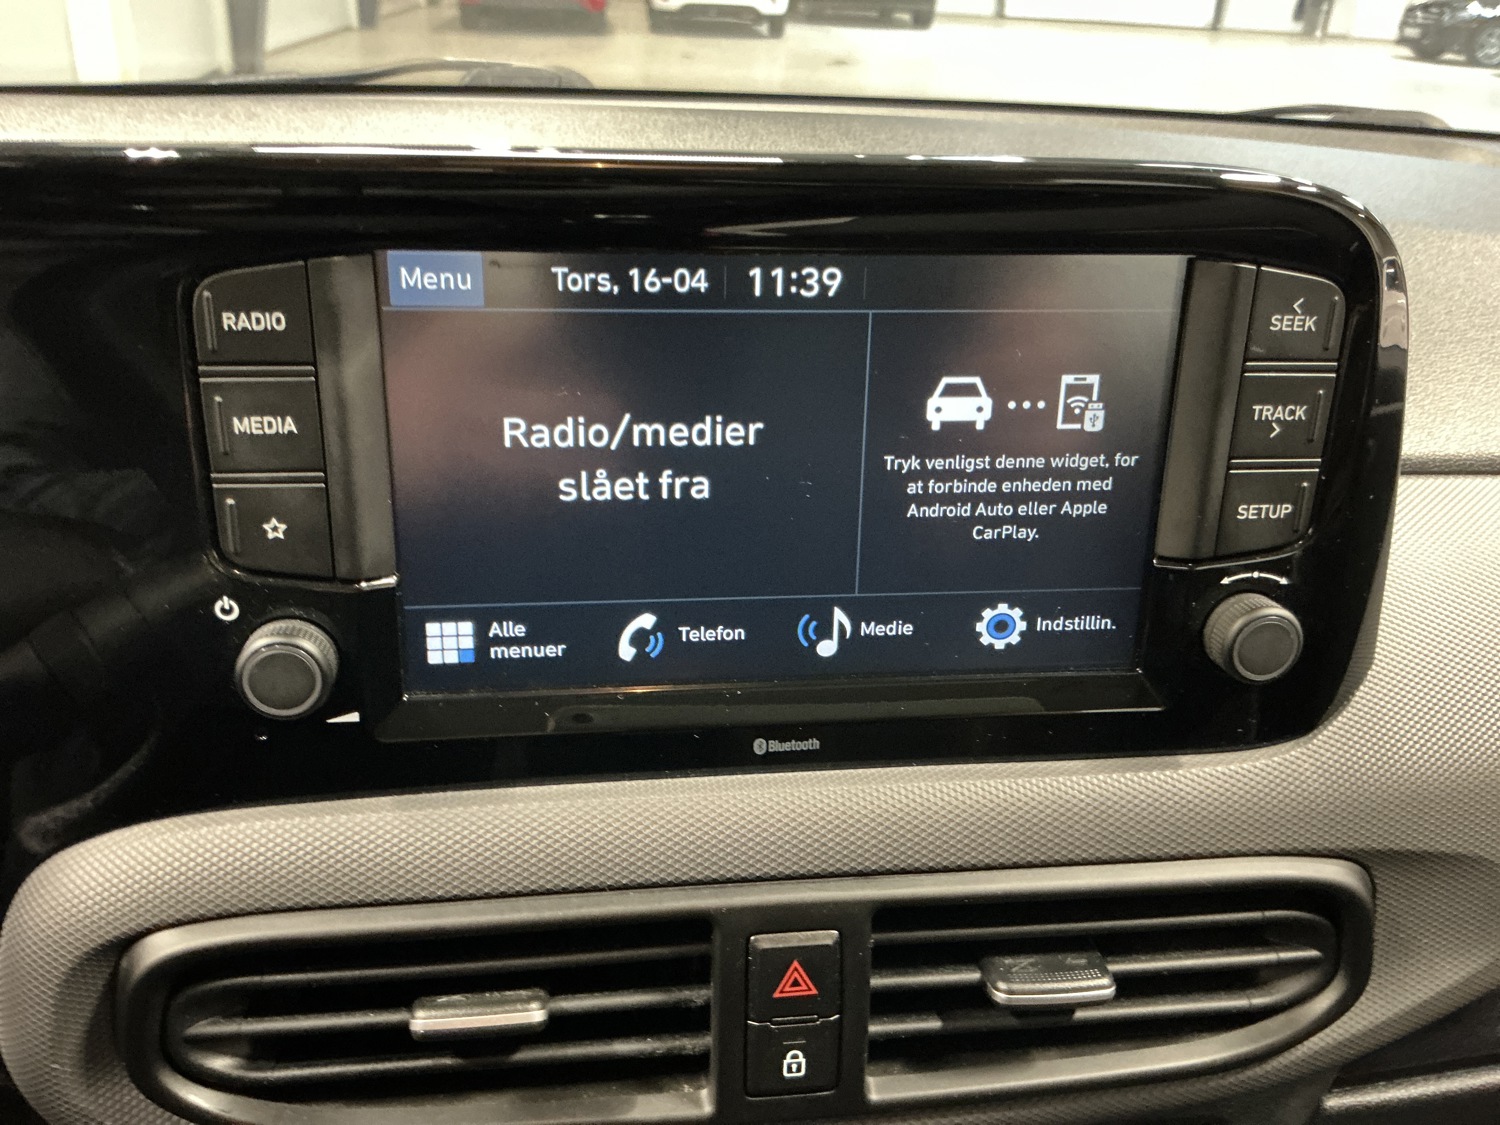 Menu
Tors, 16-04
11:39
RADIO
MEDIA
Radio/medier
slået fra
Tryk venligst denne widget, for
at forbinde enheden med
Android Auto eller Apple
CarPlay.
< SEEK
TRACK >
SETUP
Alle
menuer
Telefon
Medie
Indstillin.
Bluetooth